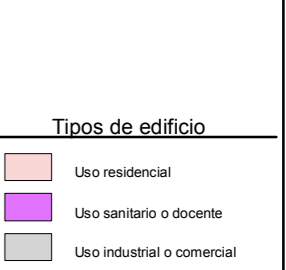 Tipos de edificio
Uso residencial
Uso sanitario o docente
Uso industrial o comercial